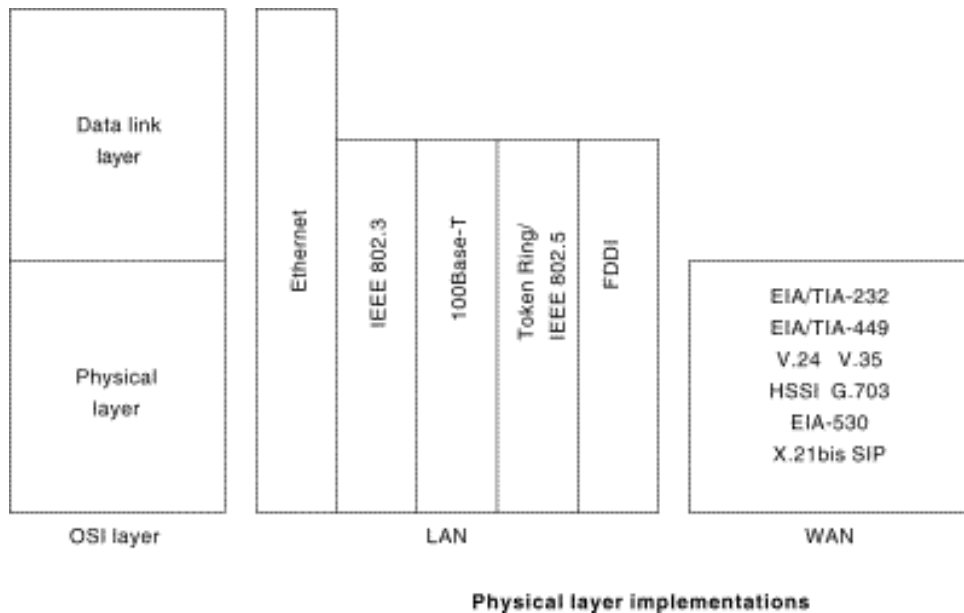 Data link
layer
Physical
layer
OSI layer
Ethernet
IEEE 802.3
100Base-T
Token Ring/
IEEE 802.5
FDDI
LAN
EIA/TIA-232
EIA/TIA-449
V.24 V.35
HSSI G.703
EIA-530
X.21bis SIP
WAN
Physical layer implementations